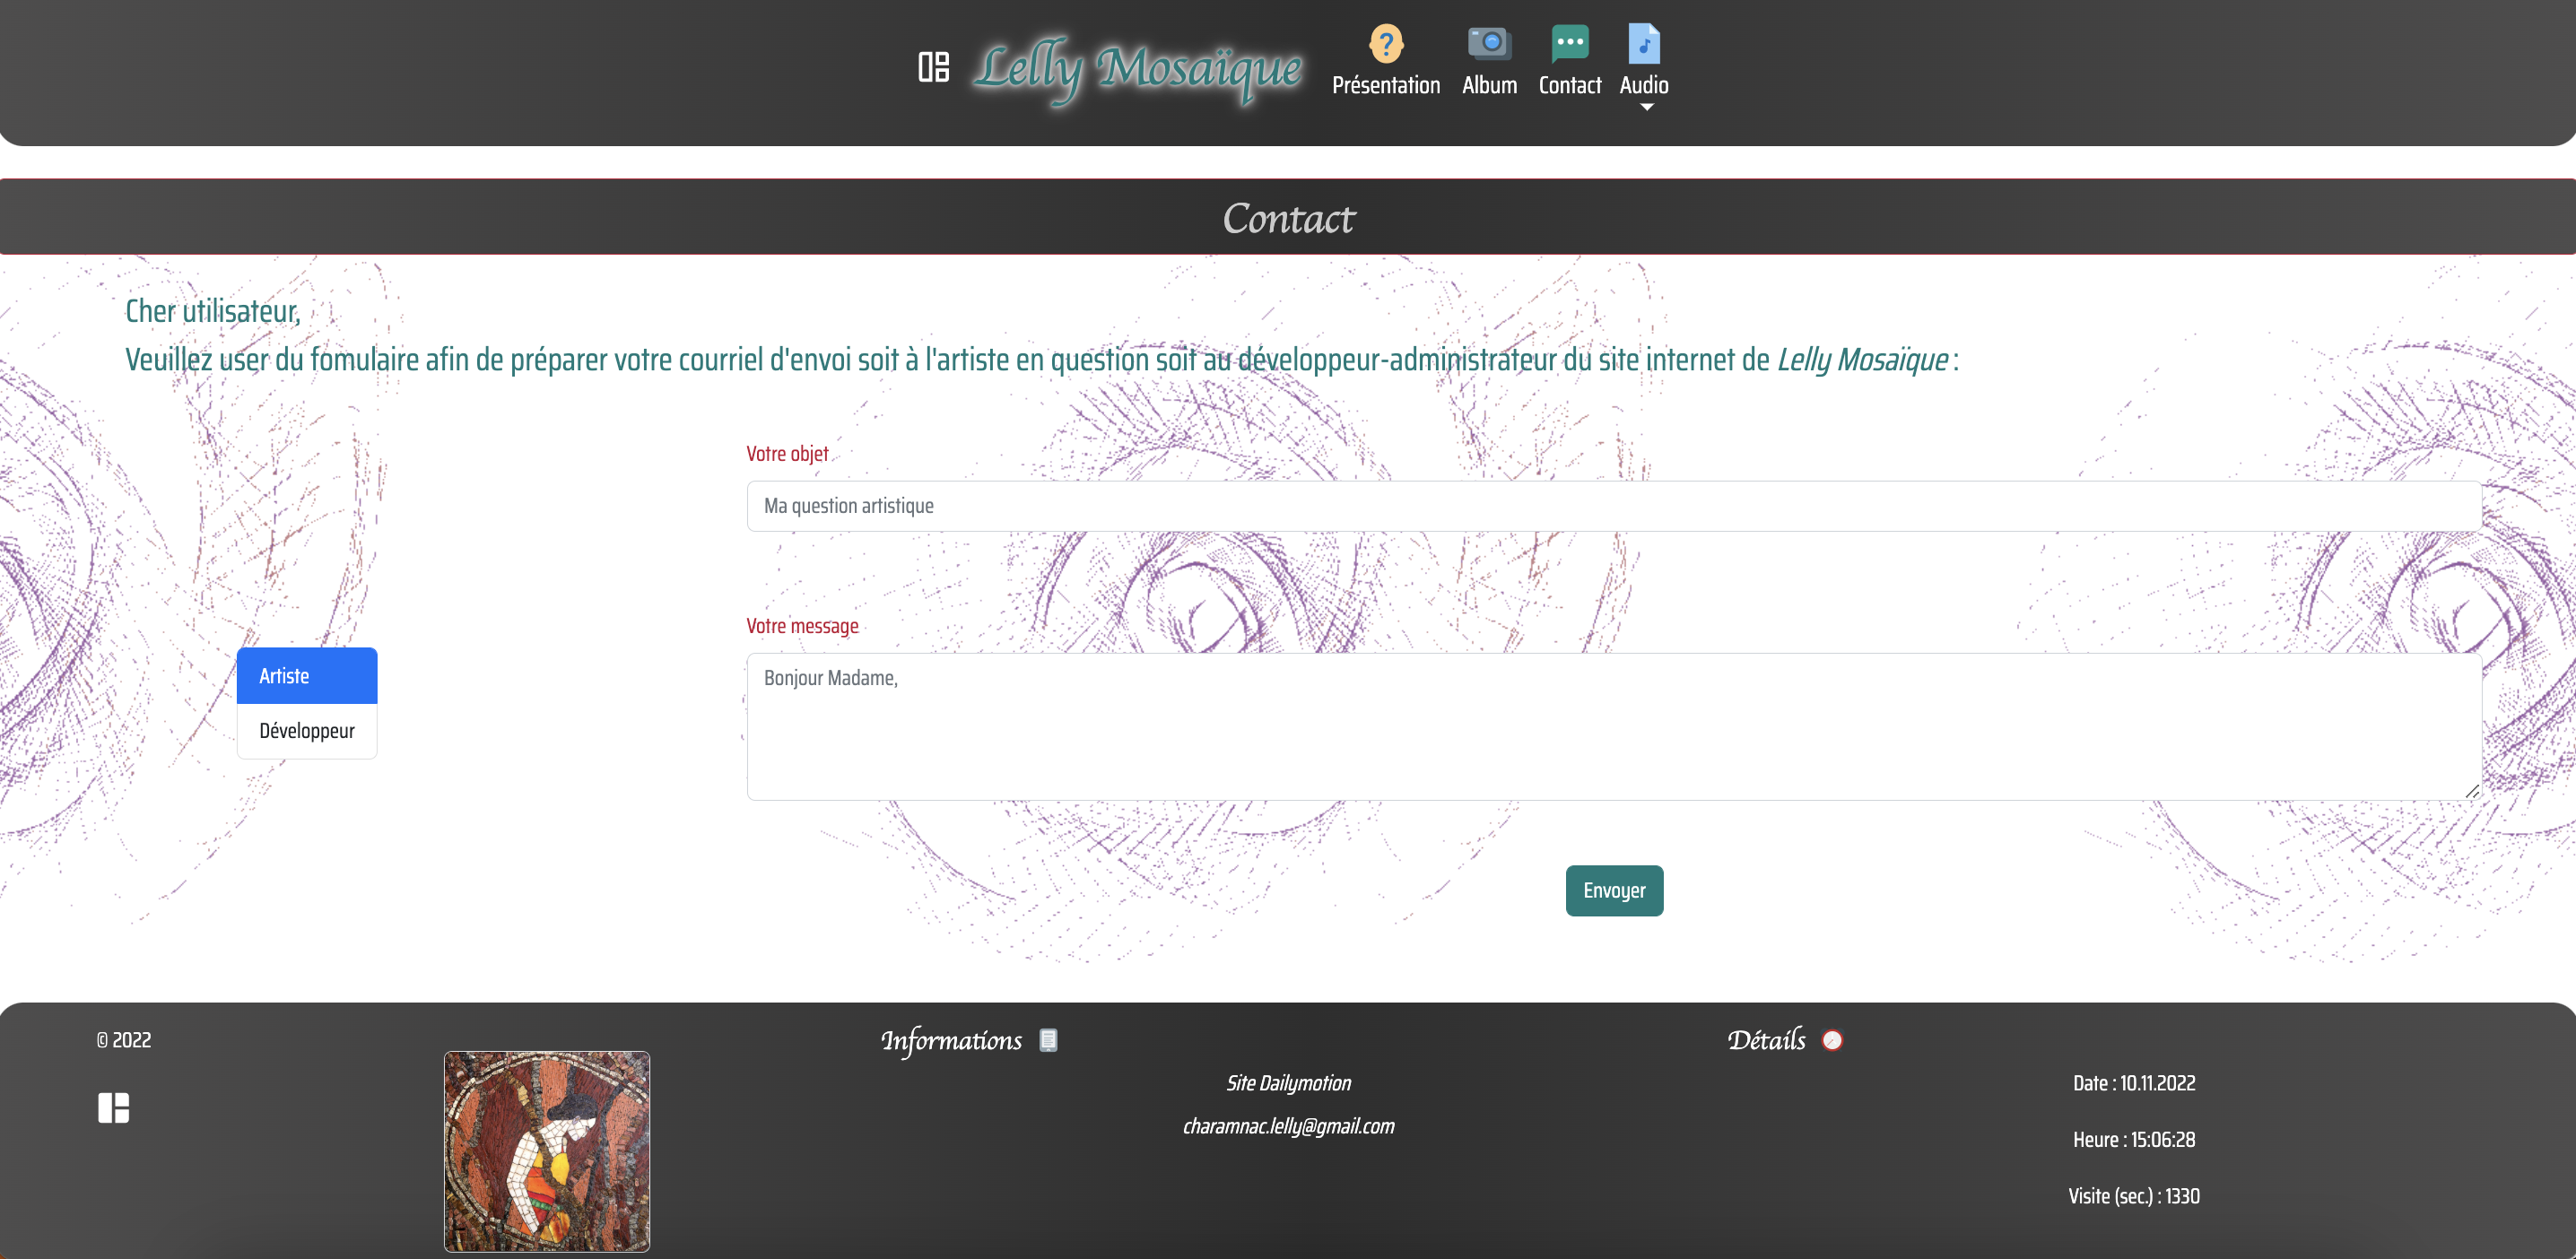 Lelly Mosaïque
Présentation
Album
Contact
Audio
Contact
Cher utilisateur,
Veuillez user du fomulaire afin de préparer votre courriel d'envoi soit à l'artiste en question soit au développeur-administrateur du site internet de Lelly Mosaïque :
Votre objet
Ma question artistique
Votre message
Bonjour Madame,
Artiste
Développeur
Envoyer
© 2022
Informations
Site Dailymotion
charamnac.lelly@gmail.com
Détails
Date : 10.11.2022
Heure : 15:06:28
Visite (sec.) : 1330